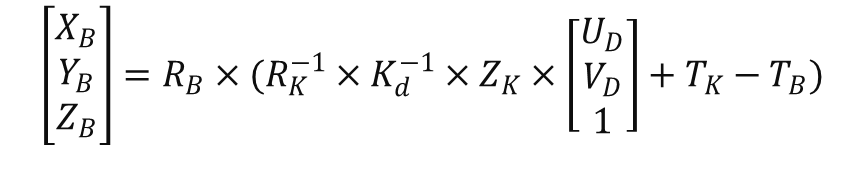 [X_B Y_B Z_B] = R_B × (R_K^{-1} × K_d^{-1} × Z_K × [U_D V_D 1] + T_K − T_B)